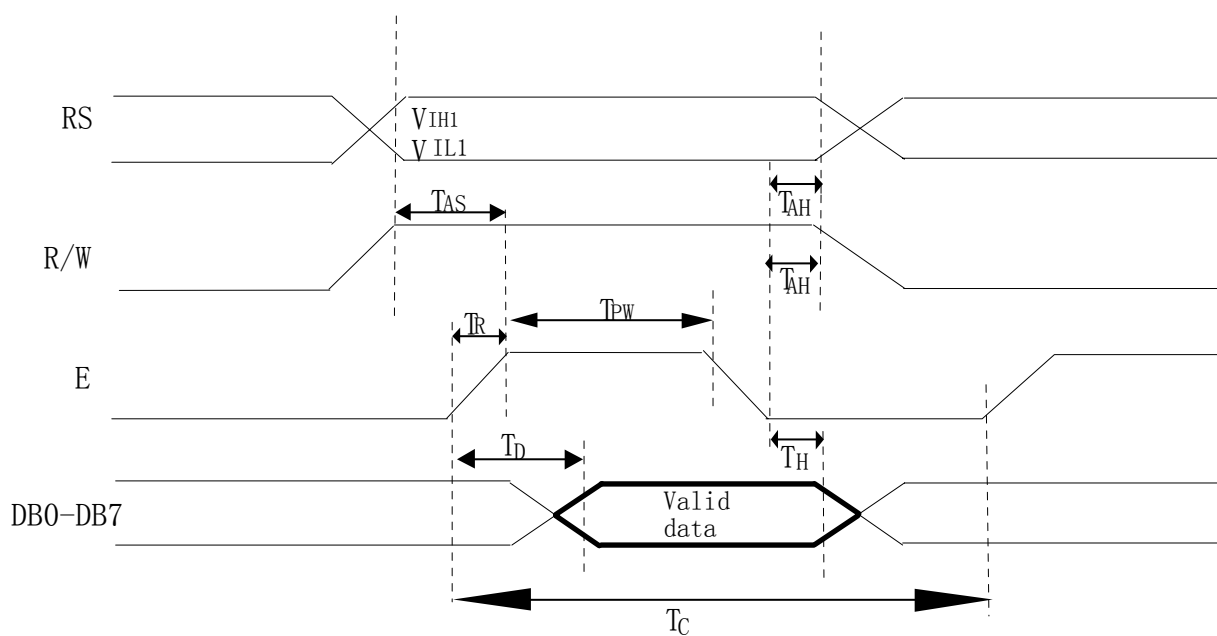 RS
VIH1
VIL1
TAS
TAH
R/W
TAH
TPW
TR
E
TD
TH
DB0-DB7
Valid
data
TC